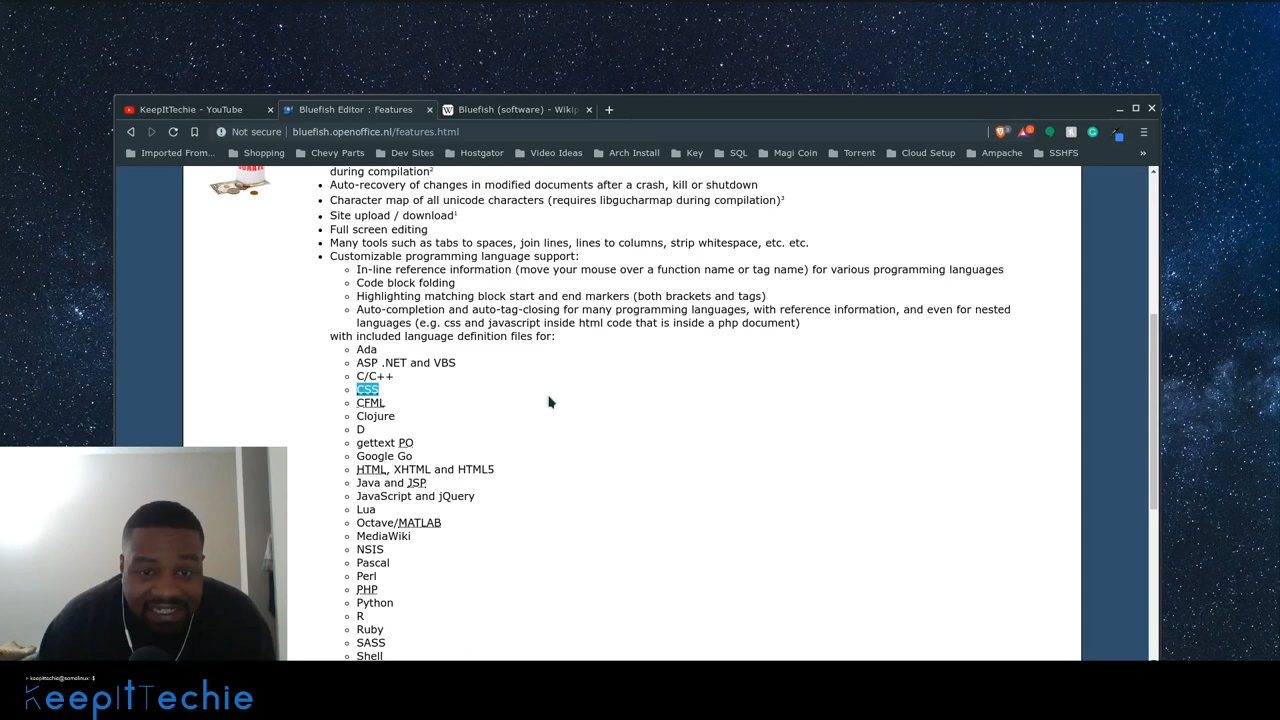 KeepItTechie - YouTube
Bluefish Editor : Features
Bluefish (software) - Wikip
Not secure
bluefish.openoffice.nl/features.html
Imported From...
Shopping
Chevy Parts
Dev Sites
Hostgator
Video Ideas
Arch Install
Key
SQL
Magi Coin
Torrent
Cloud Setup
Ampache
SSHFS
»
during compilation²
• Auto-recovery of changes in modified documents after a crash, kill or shutdown
• Character map of all unicode characters (requires libgucharmap during compilation)³
• Site upload / download¹
• Full screen editing
• Many tools such as tabs to spaces, join lines, lines to columns, strip whitespace, etc. etc.
• Customizable programming language support:
◦ In-line reference information (move your mouse over a function name or tag name) for various programming languages
◦ Code block folding
◦ Highlighting matching block start and end markers (both brackets and tags)
◦ Auto-completion and auto-tag-closing for many programming languages, with reference information, and even for nested
languages (e.g. css and javascript inside html code that is inside a php document)
with included language definition files for:
◦ Ada
◦ ASP .NET and VBS
◦ C/C++
◦ CSS
◦ CFML
◦ Clojure
◦ D
◦ gettext PO
◦ Google Go
◦ HTML, XHTML and HTML5
◦ Java and JSP
◦ JavaScript and jQuery
◦ Lua
◦ Octave/MATLAB
◦ MediaWiki
◦ NSIS
◦ Pascal
◦ Perl
◦ PHP
◦ Python
◦ R
◦ Ruby
◦ SASS
◦ Shell
> keepitechie@somelinux: $
KeepItTechie